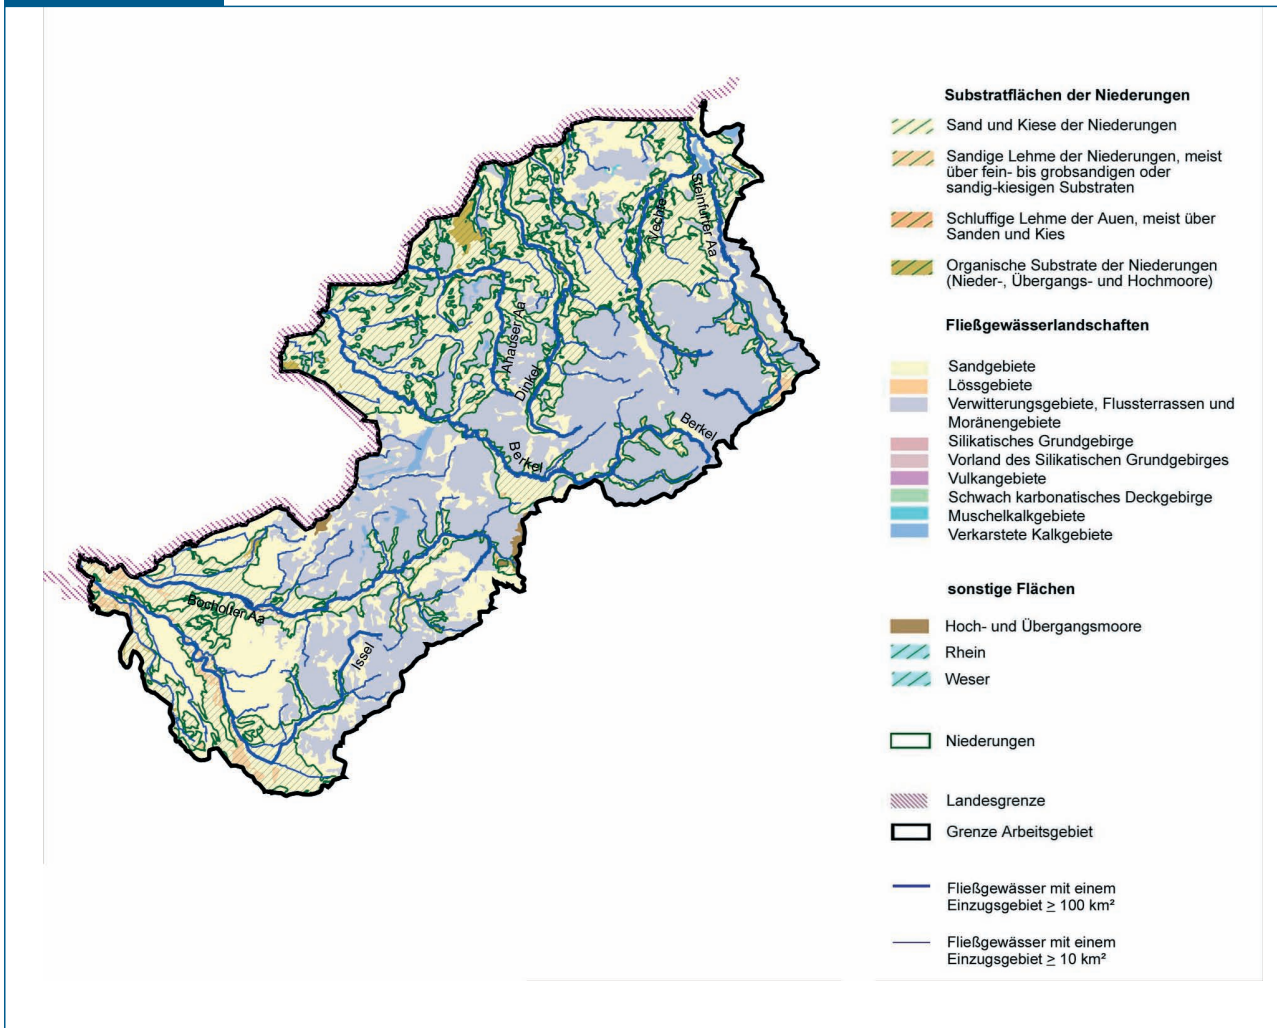 Substratflächen der Niederungen
Sand und Kiese der Niederungen
Sandige Lehme der Niederungen, meist
über fein- bis grobsandigen oder
sandig-kiesigen Substraten
Schluffige Lehme der Auen, meist über
Sanden und Kies
Organische Substrate der Niederungen
(Nieder-, Übergangs- und Hochmoore)
Fließgewässerlandschaften
Sandgebiete
Lössgebiete
Verwitterungsgebiete, Flussterrassen und
Moränengebiete
Silikatisches Grundgebirge
Vorland des Silikatischen Grundgebirges
Vulkangebiete
Schwach karbonatisches Deckgebirge
Muschelkalkgebiete
Verkarstete Kalkgebiete
sonstige Flächen
Hoch- und Übergangsmoore
Rhein
Weser
Niederungen
Landesgrenze
Grenze Arbeitsgebiet
Fließgewässer mit einem
Einzugsgebiet ≥ 100 km²
Fließgewässer mit einem
Einzugsgebiet ≥ 10 km²
Vechte
Steinfurter Aa
Ahauser Aa
Dinkel
Berkel
Berkel
Bocholter Aa
Issel